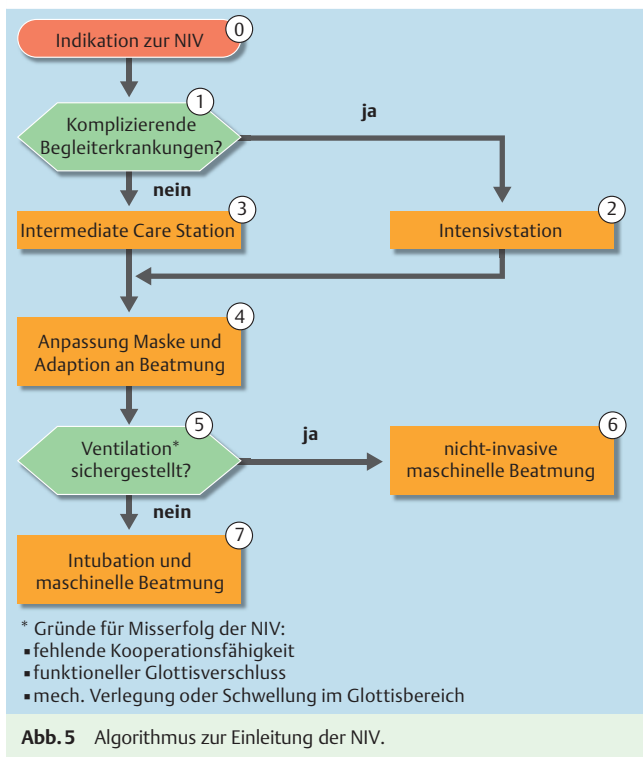 Indikation zur NIV
0
1
Komplizierende
Begleiterkrankungen?
ja
nein
3
Intermediate Care Station
2
Intensivstation
4
Anpassung Maske und
Adaption an Beatmung
5
Ventilation*
sichergestellt?
ja
6
nicht-invasive
maschinelle Beatmung
nein
7
Intubation und
maschinelle Beatmung
* Gründe für Misserfolg der NIV:
▪ fehlende Kooperationsfähigkeit
▪ funktioneller Glottisverschluss
▪ mech. Verlegung oder Schwellung im Glottisbereich
Abb. 5 Algorithmus zur Einleitung der NIV.